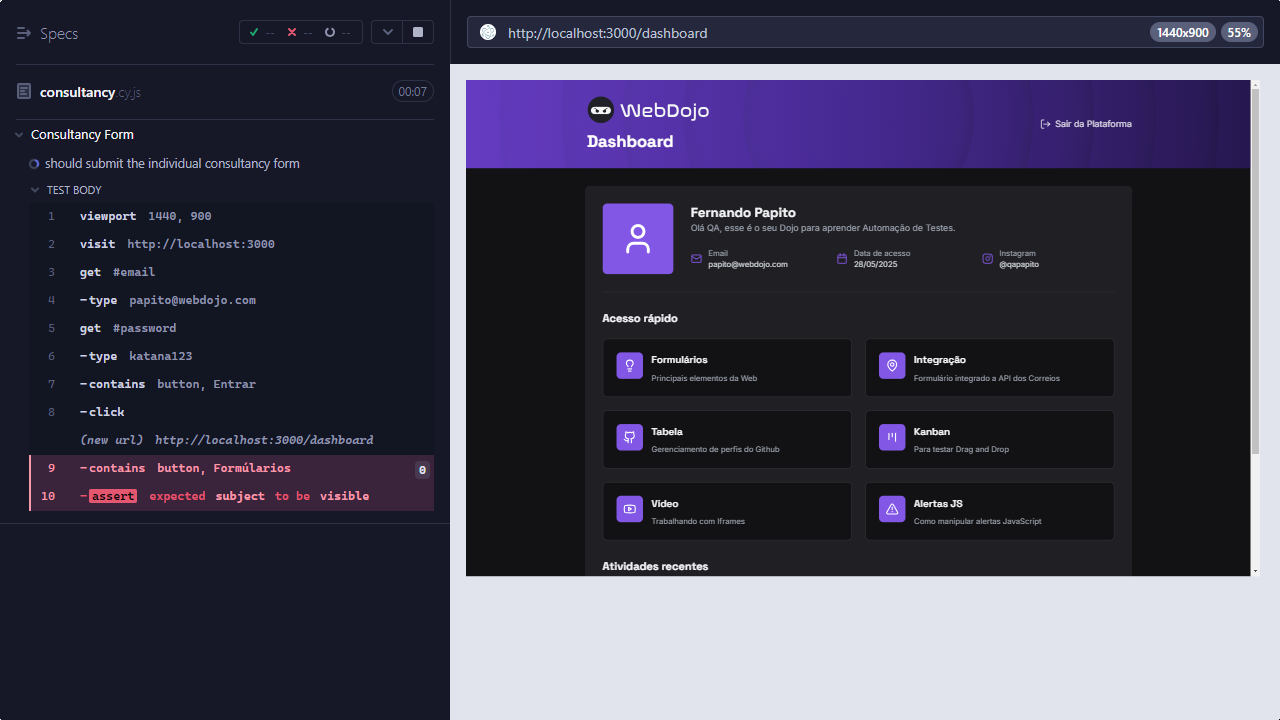 Specs
-- -- --
consultancy.cy.js
00:07
Consultancy Form
should submit the individual consultancy form
TEST BODY
1 viewport 1440, 900
2 visit http://localhost:3000
3 get #email
4 -type papito@webdojo.com
5 get #password
6 -type katana123
7 -contains button, Entrar
8 -click
(new url) http://localhost:3000/dashboard
9 -contains button, Formúlarios 0
10 -assert expected subject to be visible
http://localhost:3000/dashboard
1440x900 55%
WebDojo
Dashboard
Sair da Plataforma
Fernando Papito
Olá QA, esse é o seu Dojo para aprender Automação de Testes.
Email
papito@webdojo.com
Data de acesso
28/05/2025
Instagram
@qapapito
Acesso rápido
Formulários
Principais elementos da Web
Integração
Formulário integrado a API dos Correios
Tabela
Gerenciamento de perfis do Github
Kanban
Para testar Drag and Drop
Video
Trabalhando com Iframes
Alertas JS
Como manipular alertas JavaScript
Atividades recentes